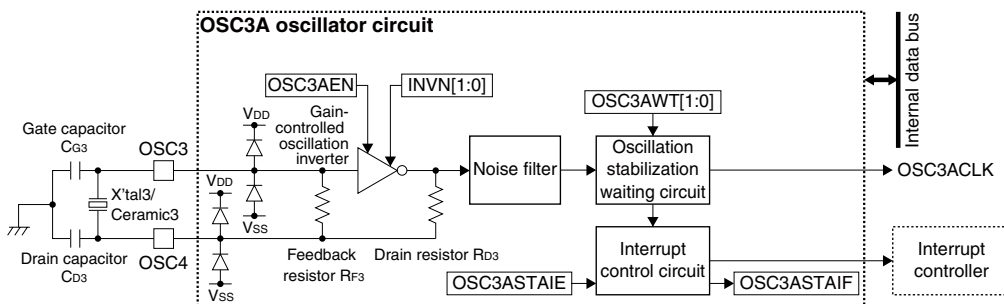 OSC3A oscillator circuit
Internal data bus
OSC3AEN
INVN[1:0]
OSC3AWT[1:0]
VDD
Gain-
controlled
oscillation
inverter
Gate capacitor
CG3
OSC3
Noise filter
Oscillation
stabilization
waiting circuit
OSC3ACLK
VDD
X'tal3/
Ceramic3
VSS
Drain capacitor
CD3
OSC4
Feedback
resistor RF3
Drain resistor RD3
Interrupt
control circuit
Interrupt
controller
OSC3ASTAIE
OSC3ASTAIF
VSS